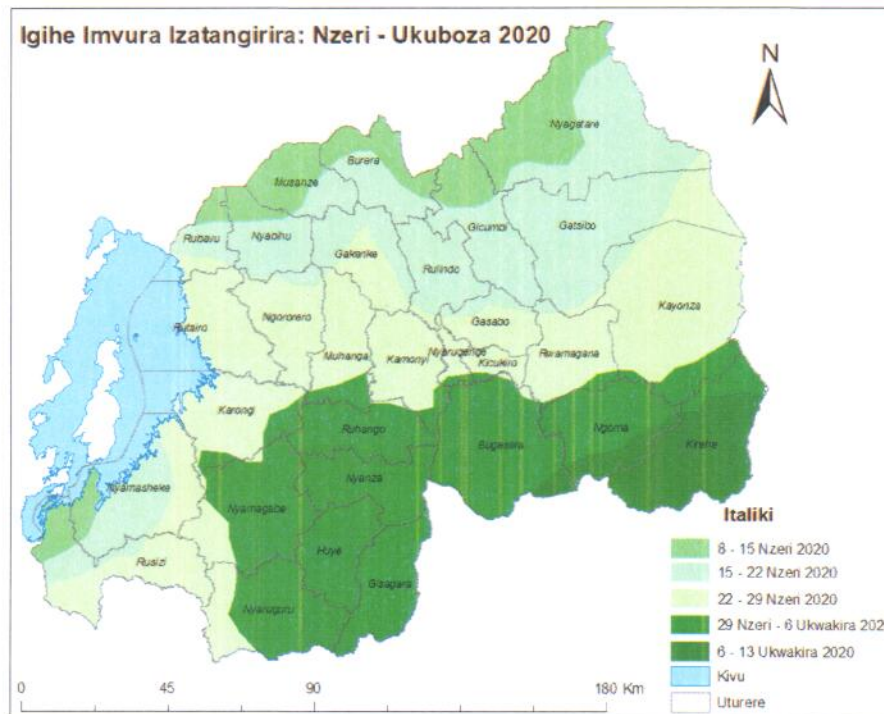 Igihe Imvura Izatangirira: Nzeri - Ukuboza 2020
N
Nyagatare
Burera
Musanze
Gicumbi
Gatsibo
Rubavu
Nyabihu
Gakenke
Rulindo
Kayonza
Rutsiro
Ngororero
Gasabo
Muhanga
Kamonyi
Nyarugenge
Kicukiro
Rwamagana
Karongi
Ruhango
Bugesera
Ngoma
Kirehe
Nyamasheke
Nyamagabe
Nyanza
Huye
Rusizi
Gisagara
Nyaruguru
Italiki
8 - 15 Nzeri 2020
15 - 22 Nzeri 2020
22 - 29 Nzeri 2020
29 Nzeri - 6 Ukwakira 202
6 - 13 Ukwakira 2020
Kivu
Uturere
0 45 90 180 Km